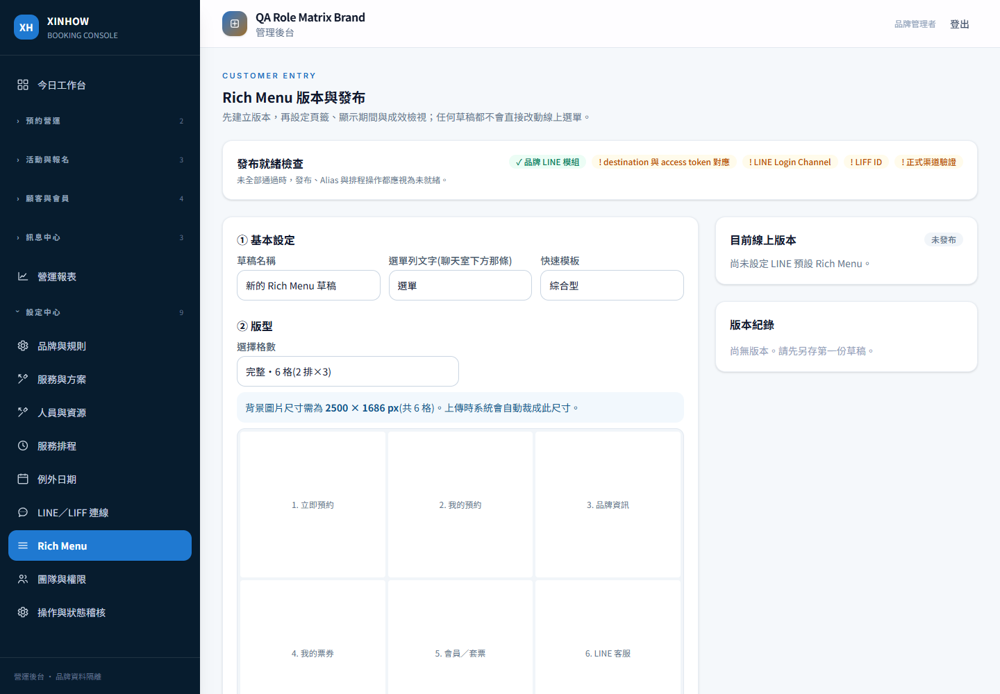 XH
XINHOW
BOOKING CONSOLE
今日工作台
› 預約營運 2
› 活動與報名 3
› 顧客與會員 4
› 訊息中心 3
營運報表
› 設定中心 9
品牌與規則
服務與方案
人員與資源
服務排程
例外日期
LINE／LIFF 連線
Rich Menu
團隊與權限
操作與狀態稽核
營運後台・品牌資料隔離
QA Role Matrix Brand
管理後台
品牌管理者 登出
CUSTOMER ENTRY
Rich Menu 版本與發布
先建立版本，再設定頁籤、顯示期間與成效檢視；任何草稿都不會直接改動線上選單。
發布就緒檢查
✓ 品牌 LINE 模組 ! destination 與 access token 對應 ! LINE Login Channel ! LIFF ID ! 正式渠道驗證
未全部通過時，發布、Alias 與排程操作都應視為未就緒。
① 基本設定
草稿名稱 選單列文字(聊天室下方那條) 快速模板
新的 Rich Menu 草稿 選單 綜合型
② 版型
選擇格數
完整・6 格(2 排×3)
背景圖片尺寸需為 2500 × 1686 px(共 6 格)。上傳時系統會自動裁成此尺寸。
1. 立即預約 2. 我的預約 3. 品牌資訊
4. 我的票券 5. 會員／套票 6. LINE 客服
目前線上版本 未發布
尚未設定 LINE 預設 Rich Menu。
版本紀錄
尚無版本。請先另存第一份草稿。